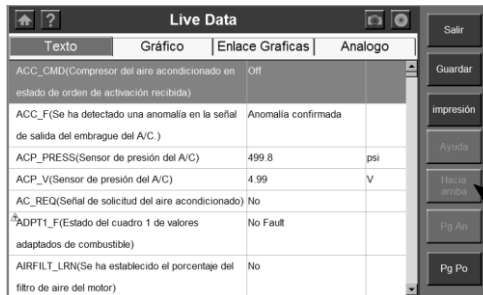 ? Live Data
Salir
Texto Gráfico Enlace Graficas Analogo
ACC_CMD(Compresor del aire acondicionado en Off
estado de orden de activación recibida)
Guardar
ACC_F(Se ha detectado una anomalía en la señal Anomalía confirmada
de salida del embrague del A/C.)
impresión
ACP_PRESS(Sensor de presión del A/C) 499.8 psi
Ayuda
ACP_V(Sensor de presión del A/C) 4.99 V
Hacia
arriba
AC_REQ(Señal de solicitud del aire acondicionado) No
ADPT1_F(Estado del cuadro 1 de valores No Fault
adaptados de combustible)
Pg An
AIRFILT_LRN(Se ha establecido el porcentaje del No
filtro de aire del motor)
Pg Po